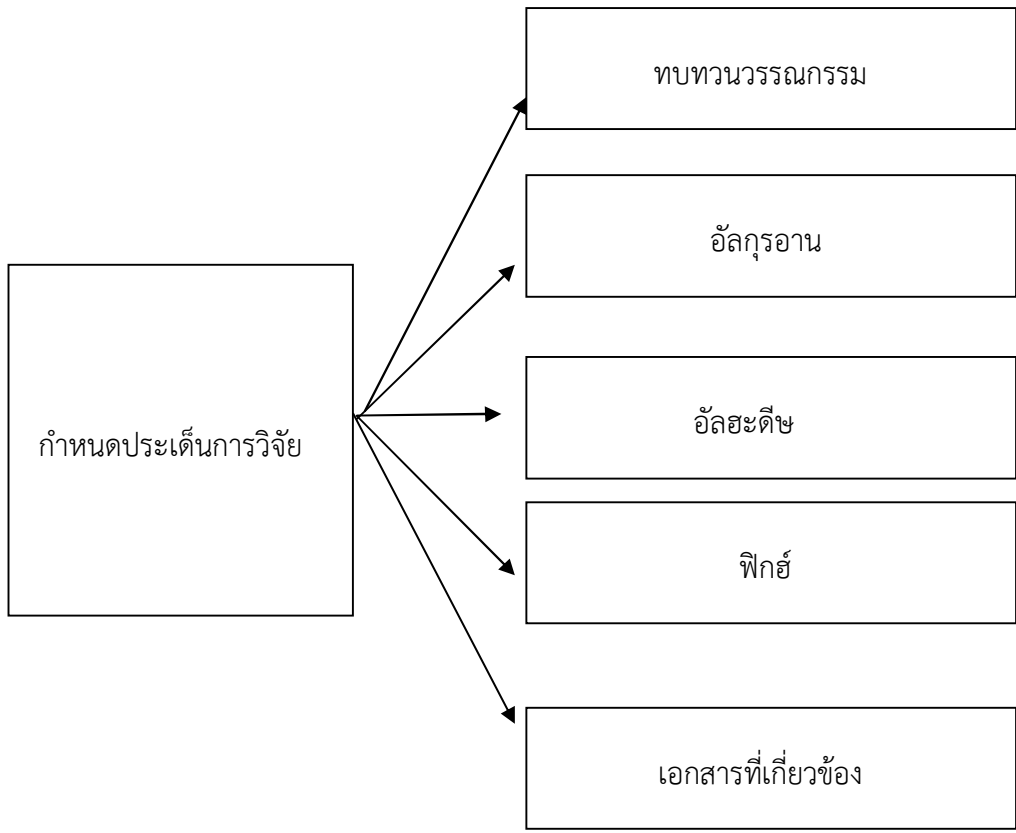 ทบทวนวรรณกรรม
อัลกุรอาน
กำหนดประเด็นการวิจัย
อัลฮะดีษ
ฟิกฮ์
เอกสารที่เกี่ยวข้อง